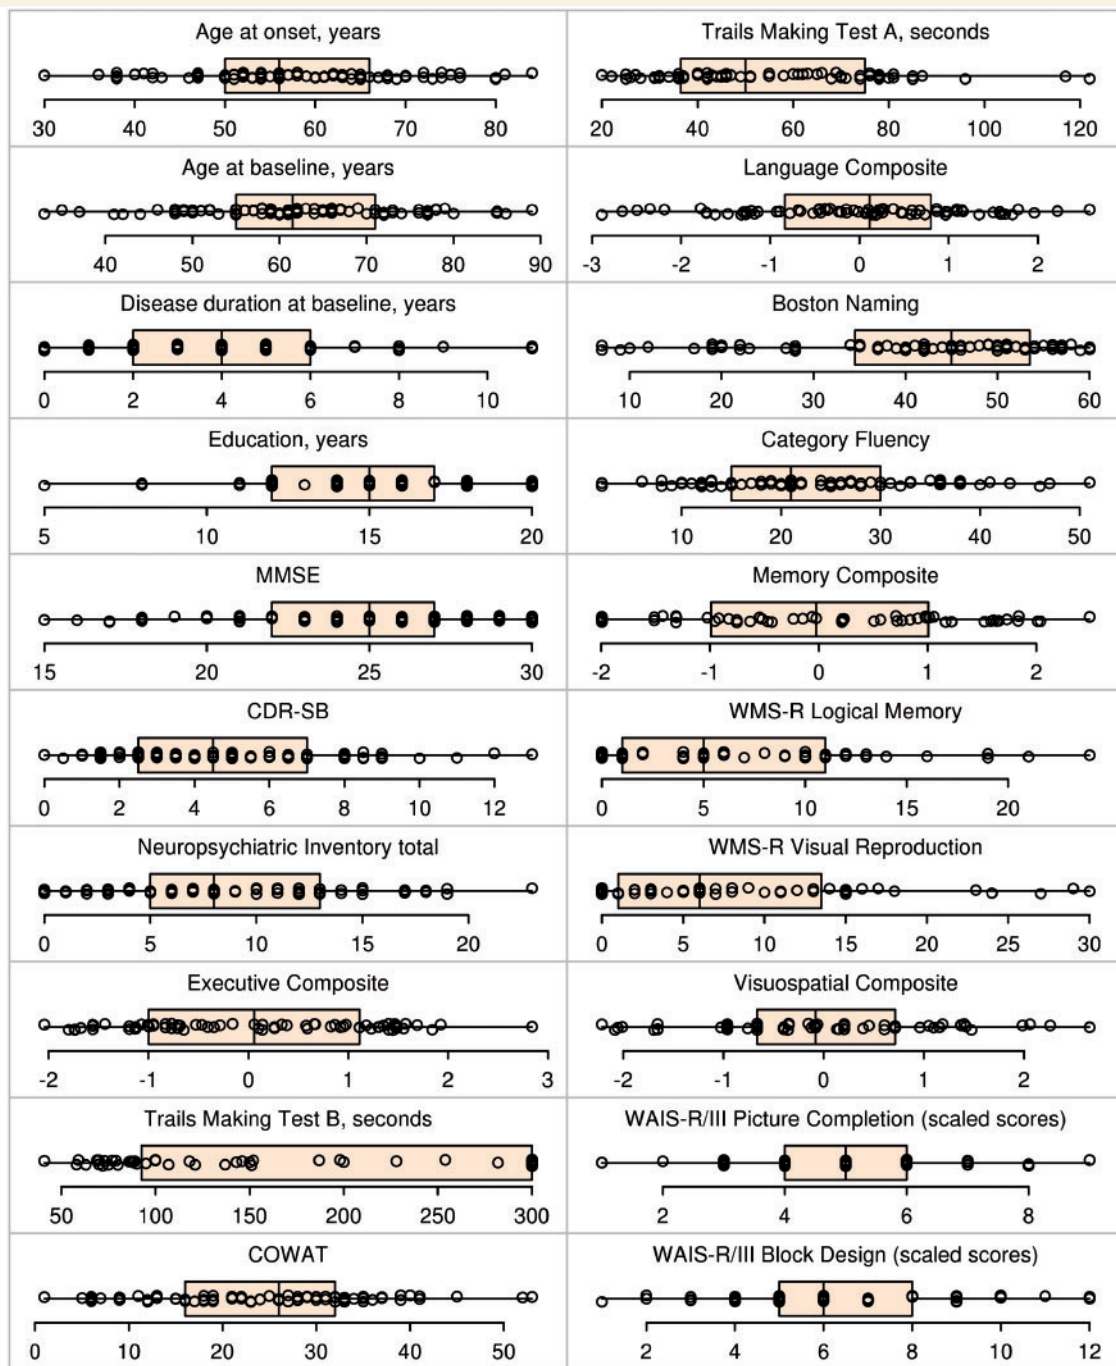 Age at onset, years
30 40 50 60 70 80
Trails Making Test A, seconds
20 40 60 80 100 120
Age at baseline, years
40 50 60 70 80 90
Language Composite
-3 -2 -1 0 1 2
Disease duration at baseline, years
0 2 4 6 8 10
Boston Naming
10 20 30 40 50 60
Education, years
5 10 15 20
Category Fluency
10 20 30 40 50
MMSE
15 20 25 30
Memory Composite
-2 -1 0 1 2
CDR-SB
0 2 4 6 8 10 12
WMS-R Logical Memory
0 5 10 15 20
Neuropsychiatric Inventory total
0 5 10 15 20
WMS-R Visual Reproduction
0 5 10 15 20 25 30
Executive Composite
-2 -1 0 1 2 3
Visuospatial Composite
-2 -1 0 1 2
Trails Making Test B, seconds
50 100 150 200 250 300
WAIS-R/III Picture Completion (scaled scores)
2 4 6 8
COWAT
0 10 20 30 40 50
WAIS-R/III Block Design (scaled scores)
2 4 6 8 10 12